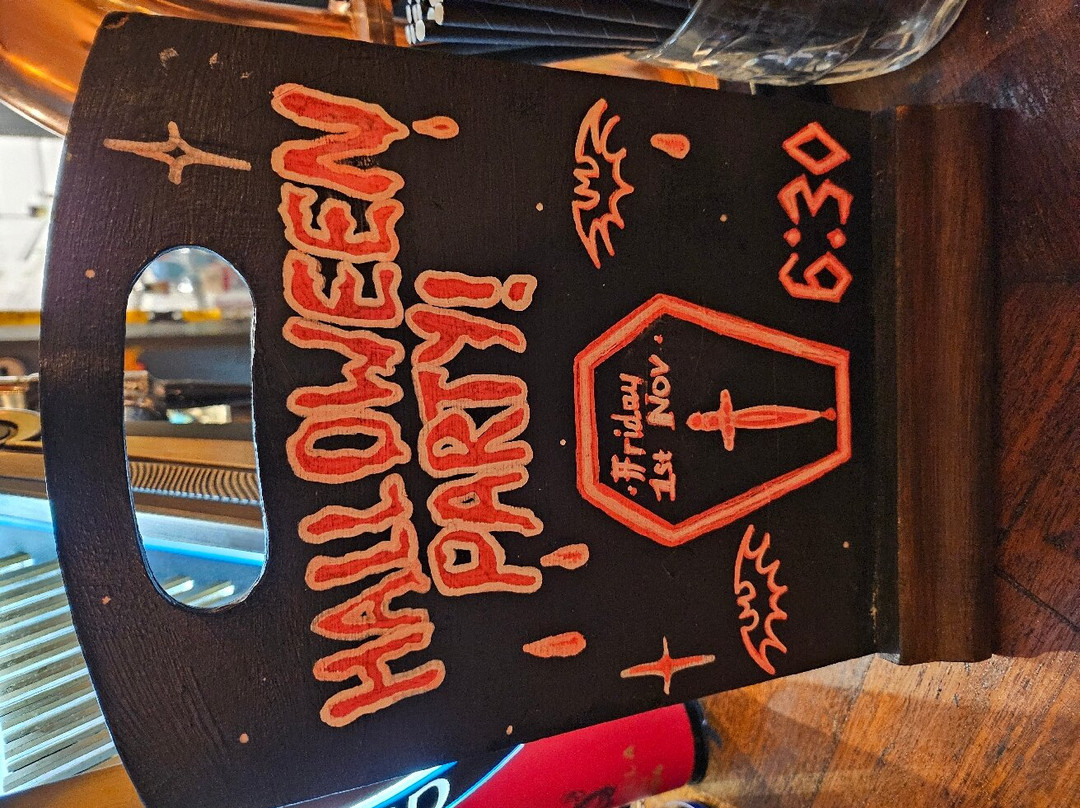 HALLOWEEN
PARTY!
Friday
1st Nov.
6:30